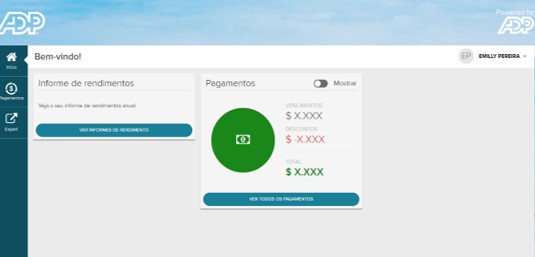 ADP
Powered by
ADP
Bem-vindo!
EP
EMILLY PEREIRA
Início
Pagamentos
Expert
Informe de rendimentos
Veja o seu informe de rendimentos anual.
VER INFORMES DE RENDIMENTO
Pagamentos
Mostrar
VENCIMENTOS
$ X.XXX
DESCONTOS
$ -X.XXX
TOTAL
$ X.XXX
VER TODOS OS PAGAMENTOS